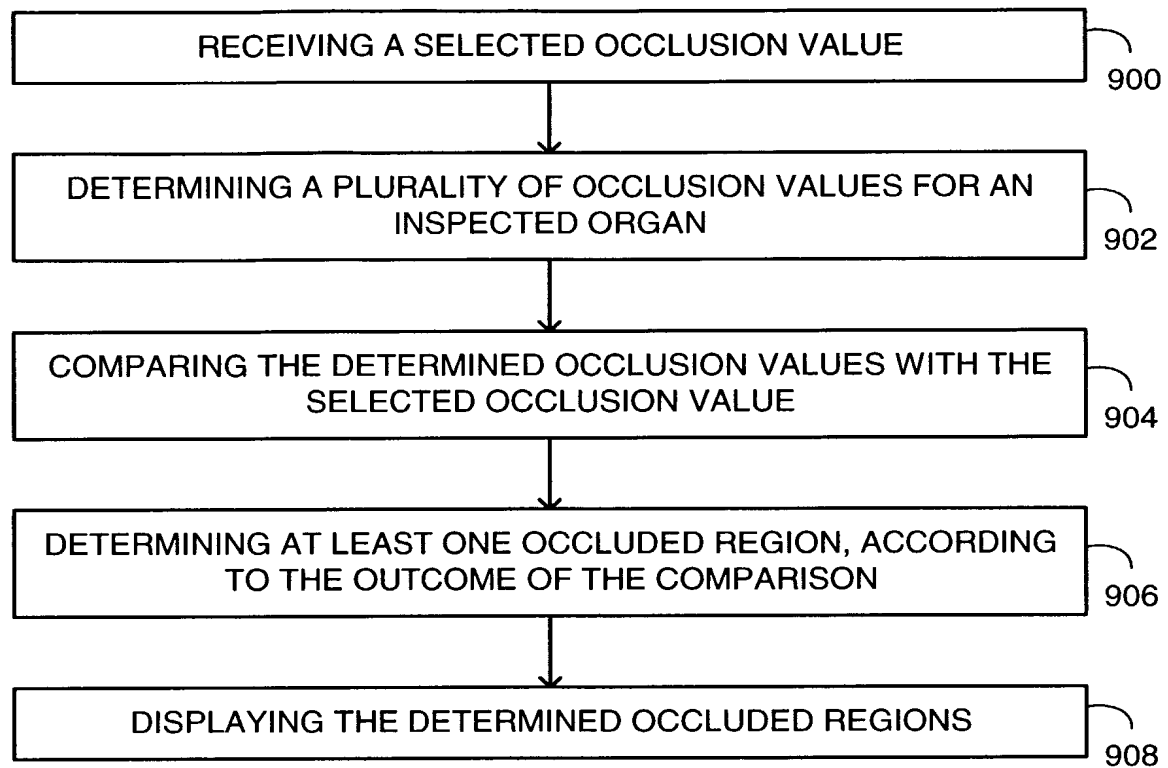 RECEIVING A SELECTED OCCLUSION VALUE
900
DETERMINING A PLURALITY OF OCCLUSION VALUES FOR AN
INSPECTED ORGAN
902
COMPARING THE DETERMINED OCCLUSION VALUES WITH THE
SELECTED OCCLUSION VALUE
904
DETERMINING AT LEAST ONE OCCLUDED REGION, ACCORDING
TO THE OUTCOME OF THE COMPARISON
906
DISPLAYING THE DETERMINED OCCLUDED REGIONS
908